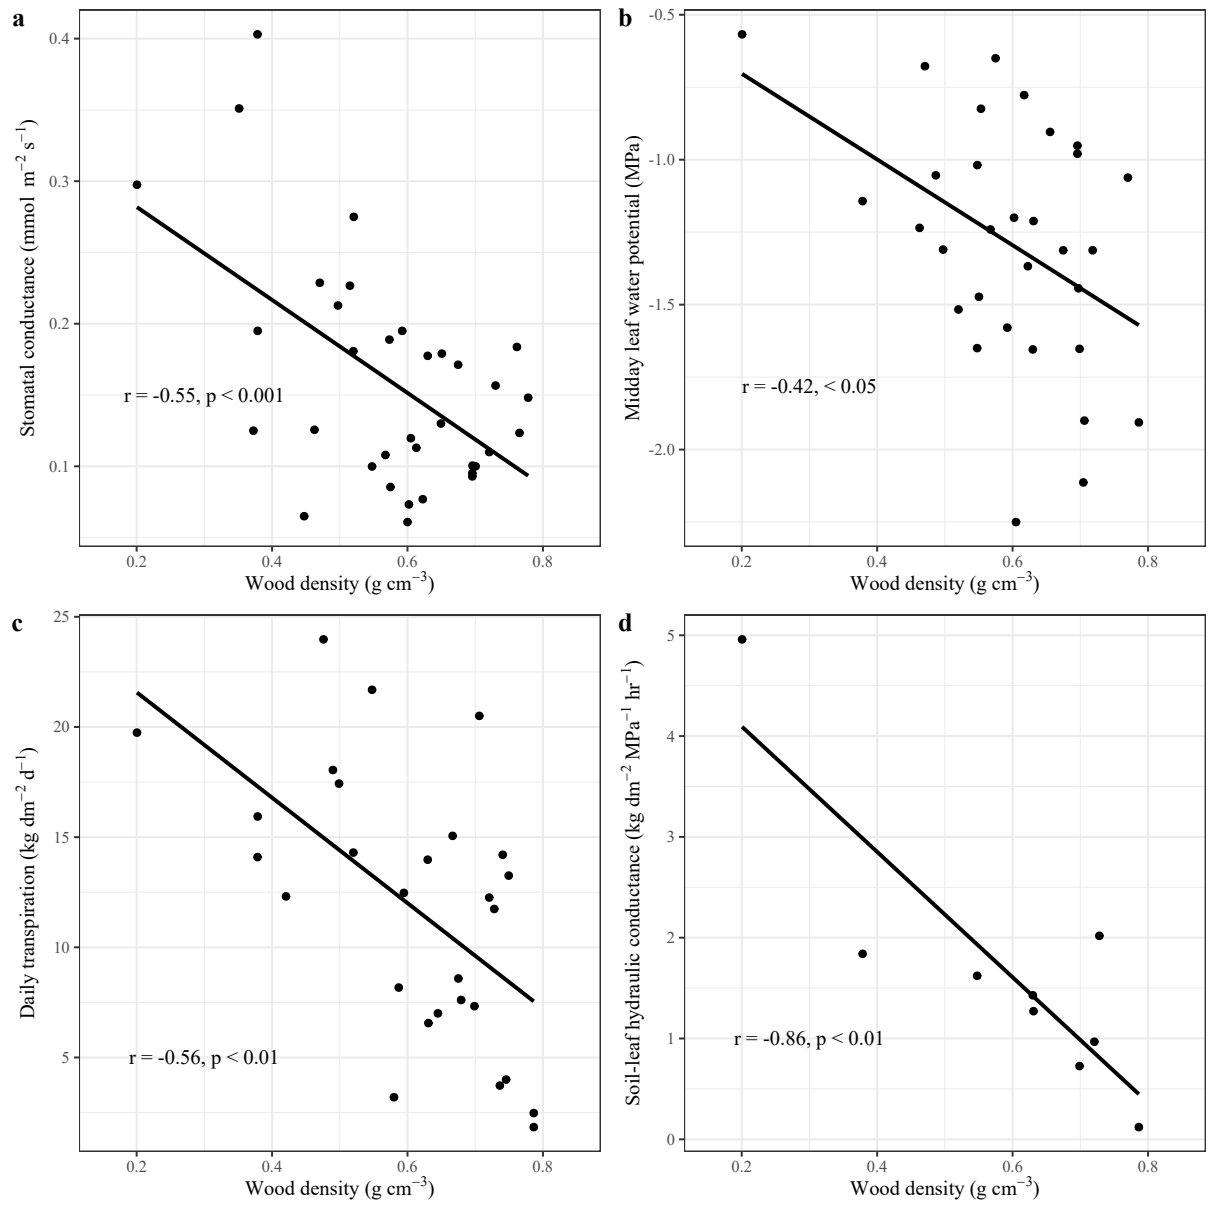 a
Stomatal conductance (mmol m⁻² s⁻¹)
0.4
0.3
0.2
0.1
r = -0.55, p < 0.001
0.2 0.4 0.6 0.8
Wood density (g cm⁻³)
b
Midday leaf water potential (MPa)
-0.5
-1.0
-1.5
-2.0
r = -0.42, < 0.05
0.2 0.4 0.6 0.8
Wood density (g cm⁻³)
c
Daily transpiration (kg dm⁻² d⁻¹)
25
20
15
10
5
r = -0.56, p < 0.01
0.2 0.4 0.6 0.8
Wood density (g cm⁻³)
d
Soil-leaf hydraulic conductance (kg dm⁻² MPa⁻¹ hr⁻¹)
5
4
3
2
1
0
r = -0.86, p < 0.01
0.2 0.4 0.6 0.8
Wood density (g cm⁻³)